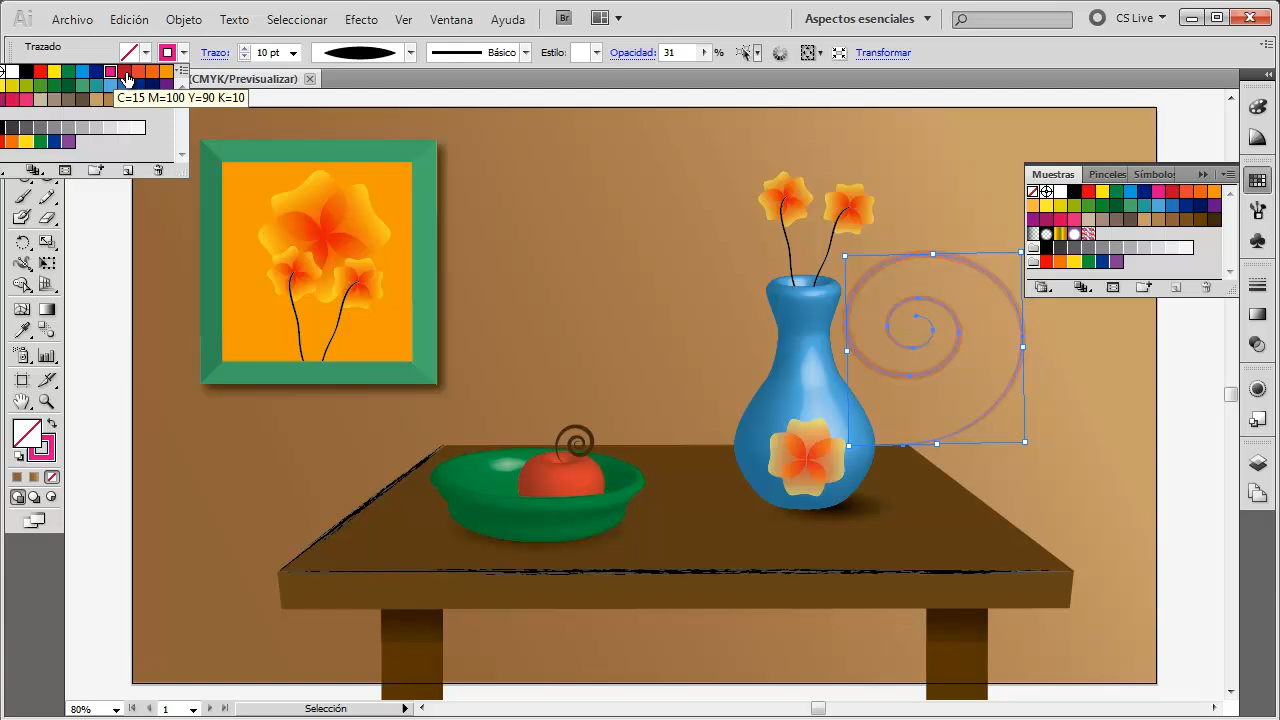 Ai Archivo Edición Objeto Texto Seleccionar Efecto Ver Ventana Ayuda Br Aspectos esenciales CS Live
Trazado Trazo: 10 pt Básico Estilo: Opacidad: 31 % Transformar
(CMYK/Previsualizar)
C=15 M=100 Y=90 K=10
Muestras Pinceles Símbolos
80% 1 Selección